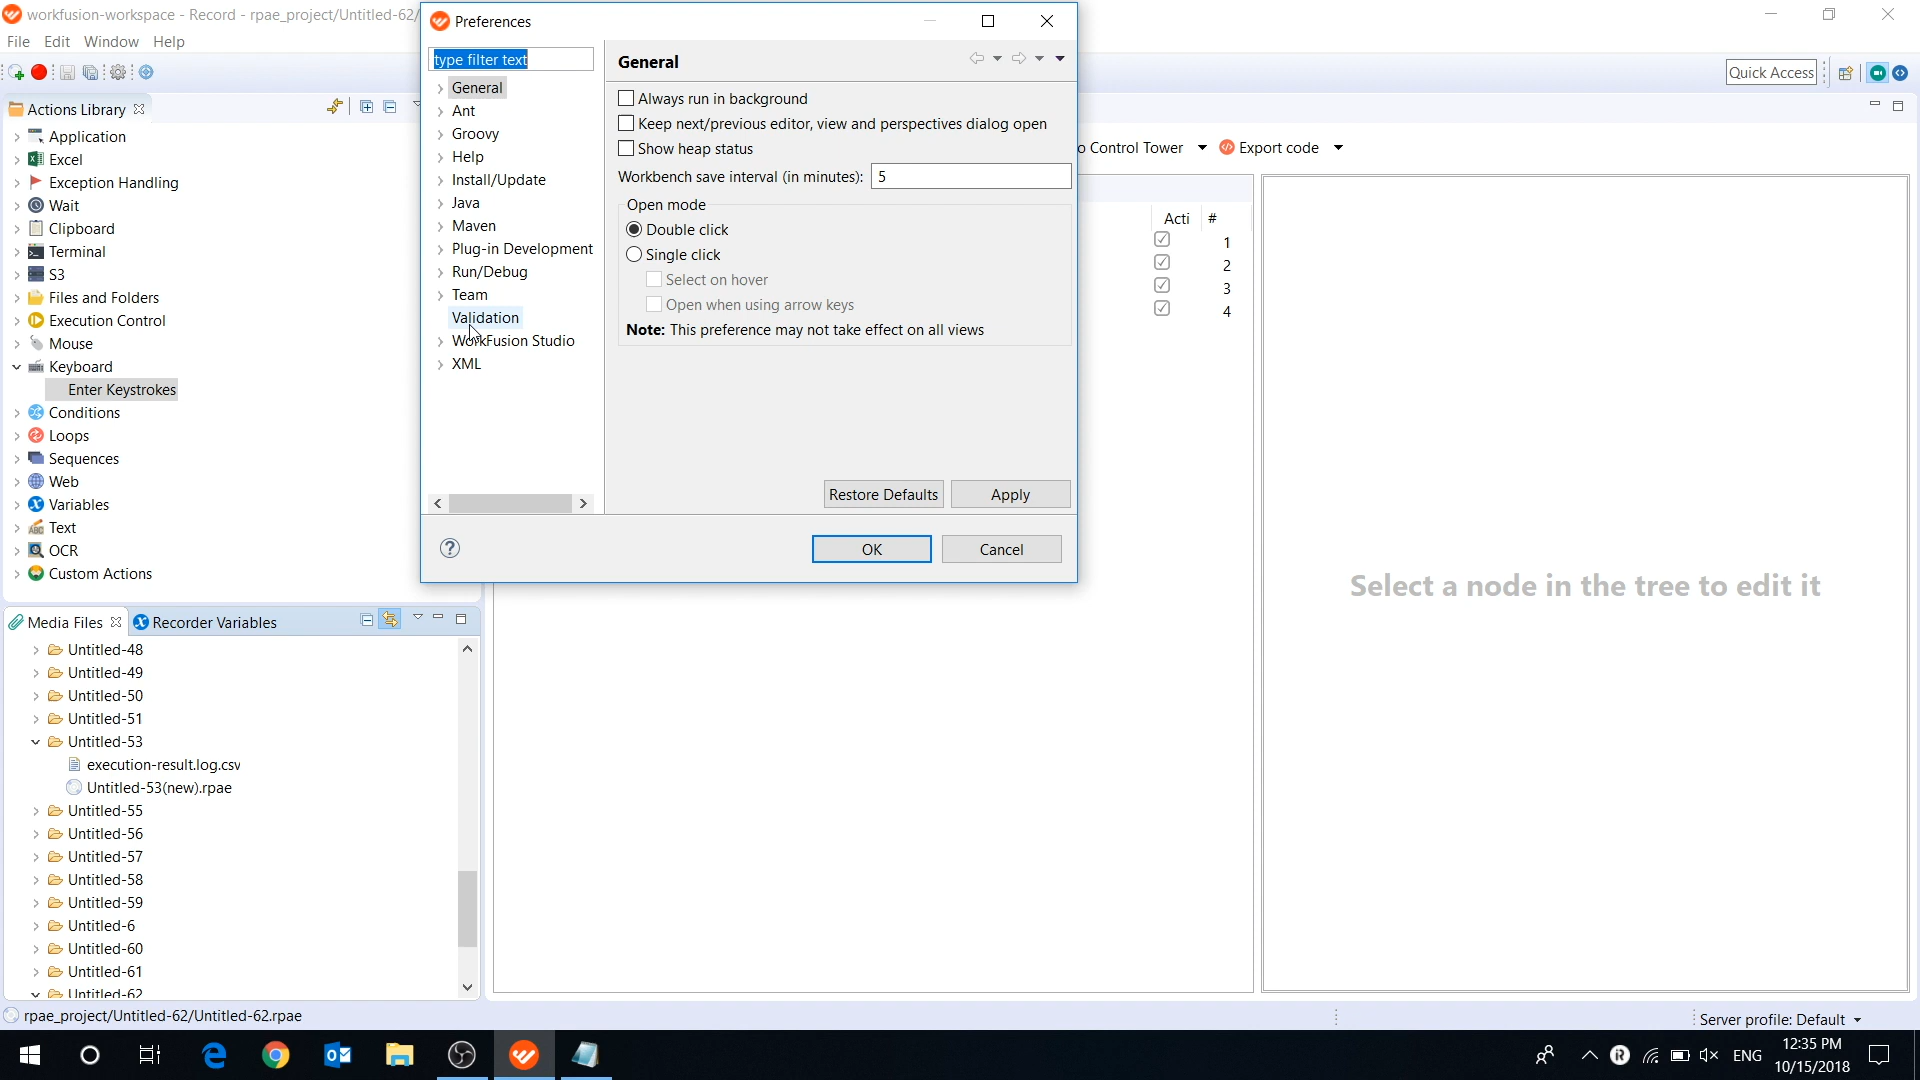 workfusion-workspace - Record - rpae_project/Untitled-62/
File Edit Window Help
Quick Access
Actions Library
Application
Excel
Exception Handling
Wait
Clipboard
Terminal
S3
Files and Folders
Execution Control
Mouse
Keyboard
Enter Keystrokes
Conditions
Loops
Sequences
Web
Variables
Text
OCR
Custom Actions
Preferences
type filter text
General
Ant
Groovy
Help
Install/Update
Java
Maven
Plug-in Development
Run/Debug
Team
Validation
WorkFusion Studio
XML
General
Always run in background
Keep next/previous editor, view and perspectives dialog open
Show heap status
Workbench save interval (in minutes): 5
Open mode
Double click
Single click
Select on hover
Open when using arrow keys
Note: This preference may not take effect on all views
Restore Defaults Apply
OK Cancel
o Control Tower Export code
Acti #
1
2
3
4
Select a node in the tree to edit it
Media Files Recorder Variables
Untitled-48
Untitled-49
Untitled-50
Untitled-51
Untitled-53
execution-result.log.csv
Untitled-53(new).rpae
Untitled-55
Untitled-56
Untitled-57
Untitled-58
Untitled-59
Untitled-6
Untitled-60
Untitled-61
Untitled-62
rpae_project/Untitled-62/Untitled-62.rpae
Server profile: Default
ENG
12:35 PM
10/15/2018